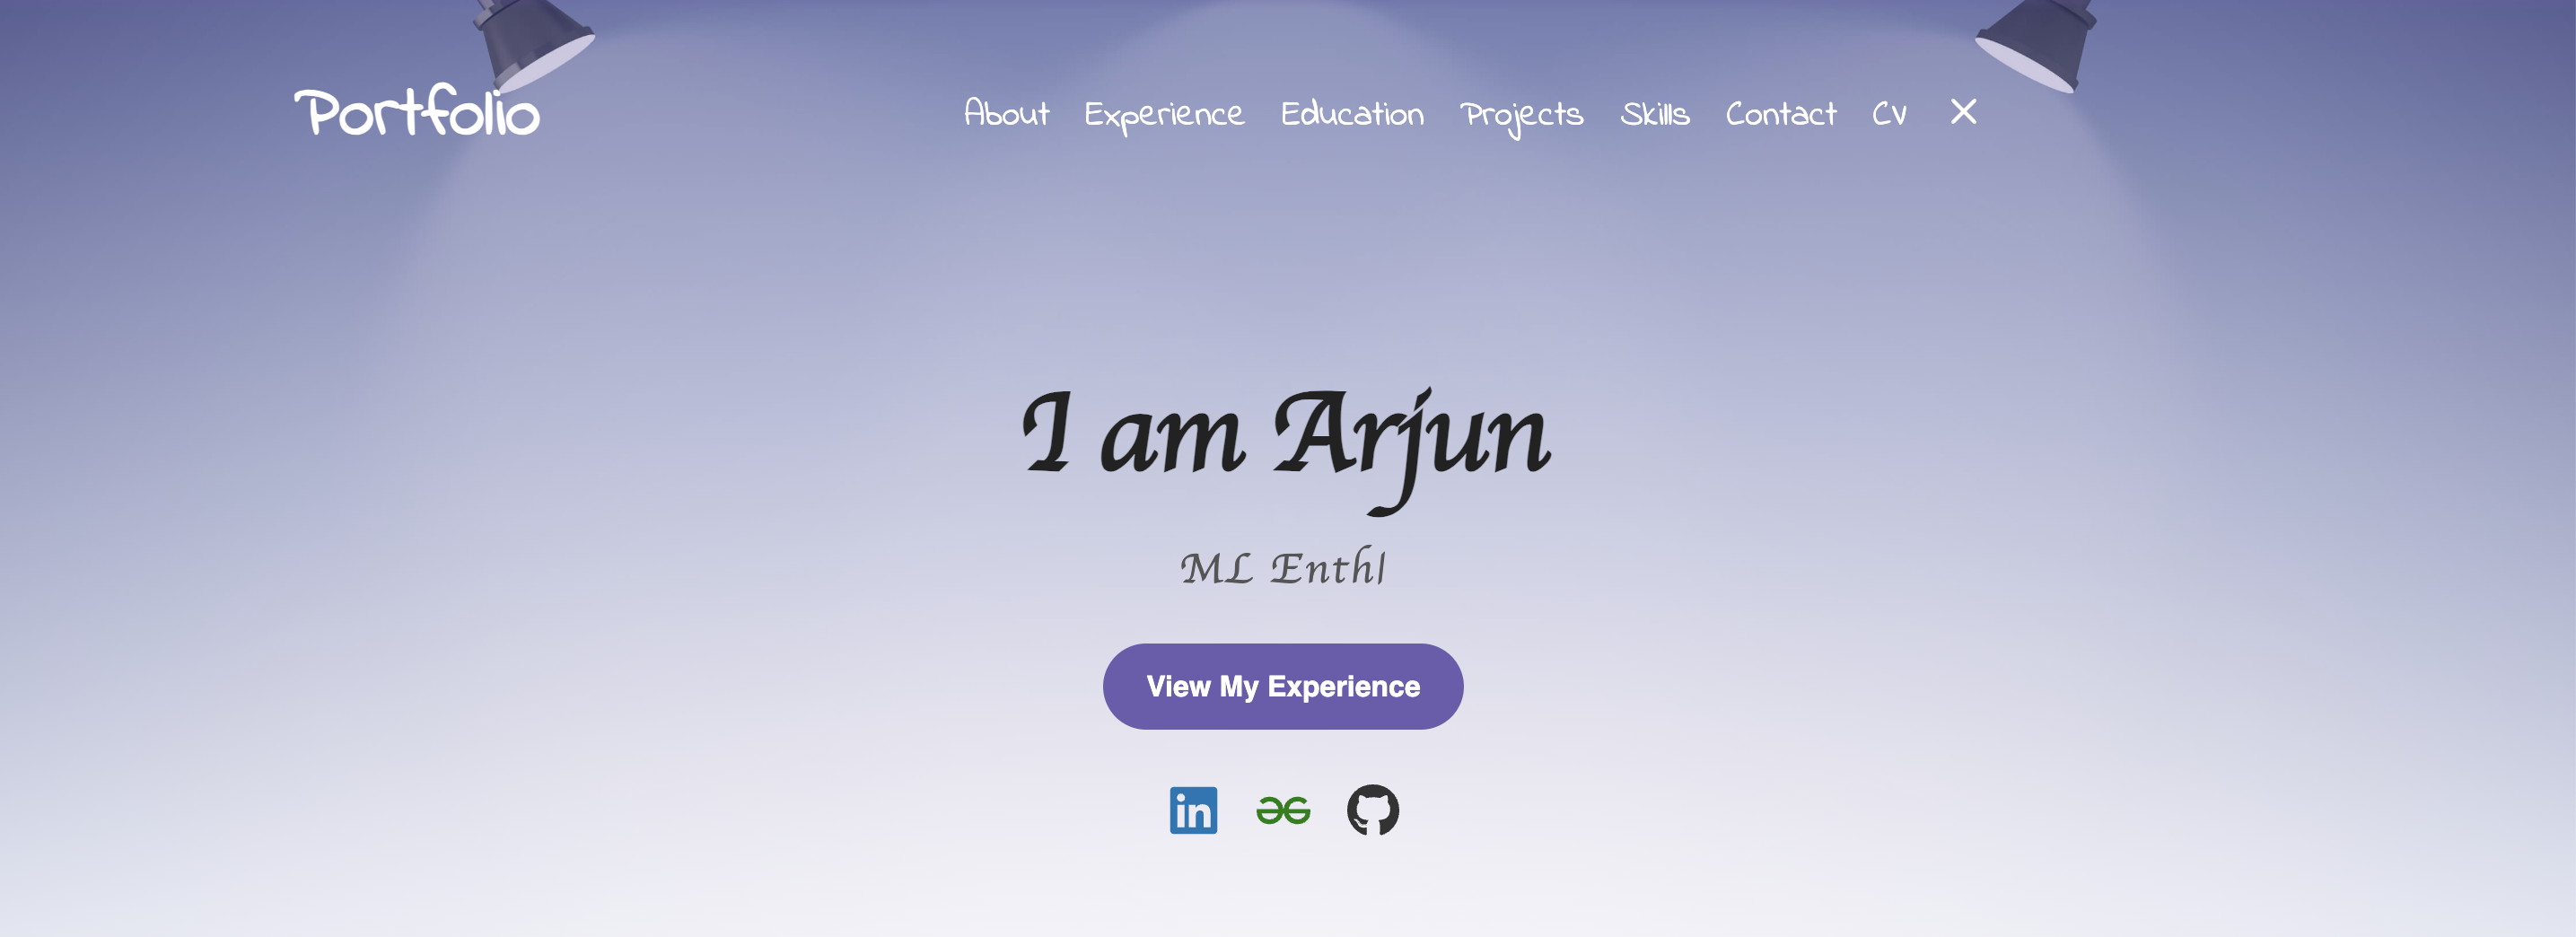 Portfolio
About Experience Education Projects Skills Contact Cv
I am Arjun
ML Enth|
View My Experience
in